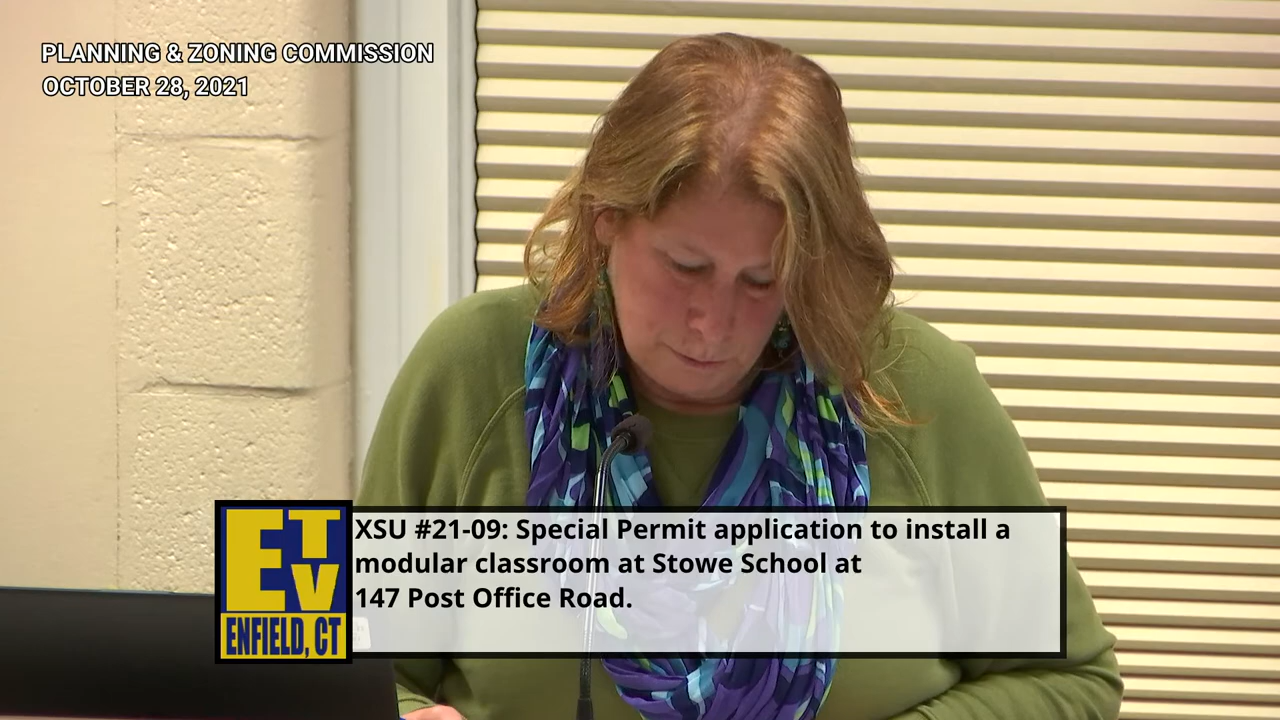 PLANNING & ZONING COMMISSION
OCTOBER 28, 2021
XSU #21-09: Special Permit application to install a
modular classroom at Stowe School at
147 Post Office Road.
ETV
ENFIELD, CT